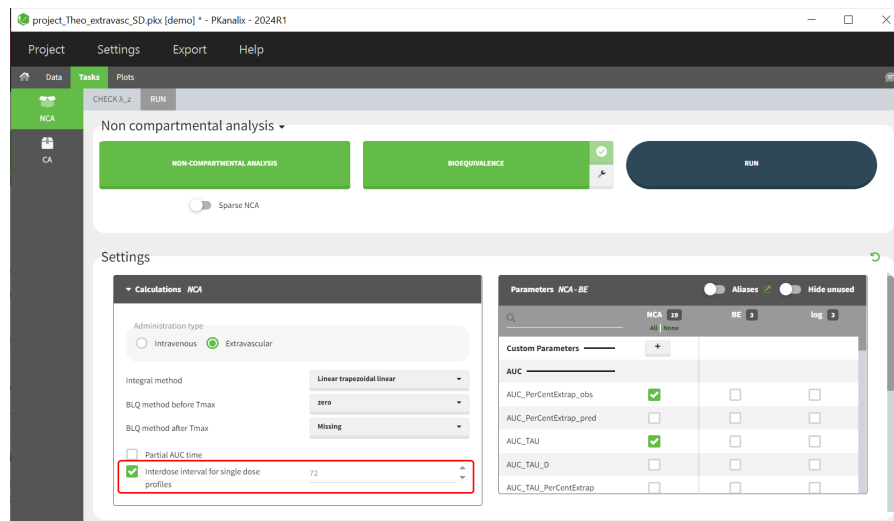 project_Theo_extravasc_SD.pkx [demo] * - PKanalix - 2024R1
Project Settings Export Help
Data Tasks Plots
NCA
CA
CHECK λ_z RUN
Non compartmental analysis
NON-COMPARTMENTAL ANALYSIS BIOEQUIVALENCE RUN
Sparse NCA
Settings
Calculations NCA
Administration type
Intravenous Extravascular
Integral method Linear trapezoidal linear
BLQ method before Tmax zero
BLQ method after Tmax Missing
Partial AUC time
Interdose interval for single dose 72
profiles
Parameters NCA - BE Aliases Hide unused
NCA 19 BE 3 log 3
All | None
Custom Parameters +
AUC
AUC_PerCentExtrap_obs
AUC_PerCentExtrap_pred
AUC_TAU
AUC_TAU_D
AUC_TAU_PerCentExtrap